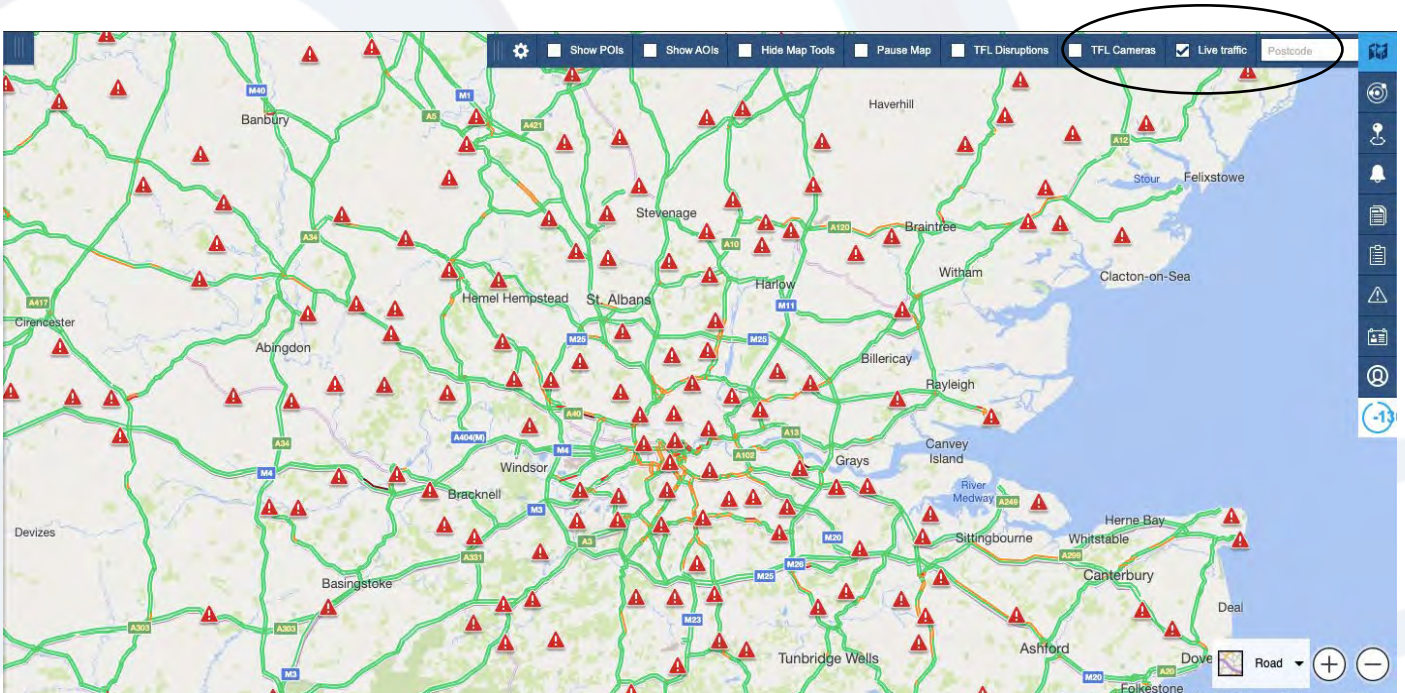 Show POIs
Show AOIs
Hide Map Tools
Pause Map
TFL Disruptions
TFL Cameras
Live traffic
Postcode
M40
M1
Banbury
A5
A421
Haverhill
A12
Stour
Felixstowe
Stevenage
A34
A10
A120
Braintree
Witham
Clacton-on-Sea
Hemel Hempstead
St. Albans
Harlow
M11
A417
Cirencester
Abingdon
M25
M25
Billericay
Rayleigh
A40
-13
A34
A404(M)
M4
A13
A102
Canvey
Island
Grays
Windsor
M4
Bracknell
River
Medway
A249
M3
Devizes
A3
M20
Sittingbourne
Herne Bay
Whitstable
A299
A331
M26
M25
Canterbury
Basingstoke
Deal
A303
A303
M23
Tunbridge Wells
Ashford
Dove
Road
M3
M20
A20
Folkestone